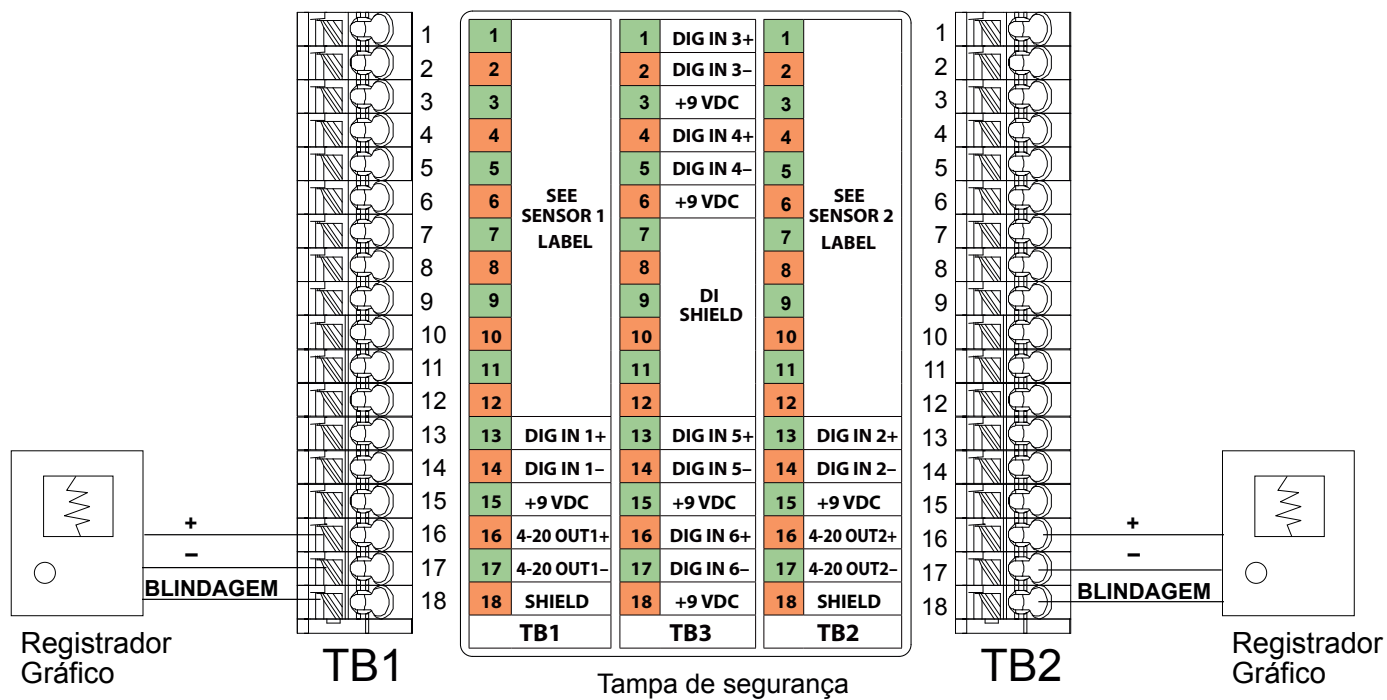 1
2
3
4
5
6
7
8
9
10
11
12
13
14
15
16
17
18
+
–
BLINDAGEM
Registrador
Gráfico
TB1
1
2
3
4
5
6
7
8
9
10
11
12
SEE
SENSOR 1
LABEL
13 DIG IN 1+
14 DIG IN 1–
15 +9 VDC
16 4-20 OUT1+
17 4-20 OUT1–
18 SHIELD
TB1
1 DIG IN 3+
2 DIG IN 3–
3 +9 VDC
4 DIG IN 4+
5 DIG IN 4–
6 +9 VDC
7
8
9
10
11
12
DI
SHIELD
13 DIG IN 5+
14 DIG IN 5–
15 +9 VDC
16 DIG IN 6+
17 DIG IN 6–
18 +9 VDC
TB3
1
2
3
4
5
6
7
8
9
10
11
12
SEE
SENSOR 2
LABEL
13 DIG IN 2+
14 DIG IN 2–
15 +9 VDC
16 4-20 OUT2+
17 4-20 OUT2–
18 SHIELD
TB2
Tampa de segurança
1
2
3
4
5
6
7
8
9
10
11
12
13
14
15
16
17
18
TB2
+
–
BLINDAGEM
Registrador
Gráfico